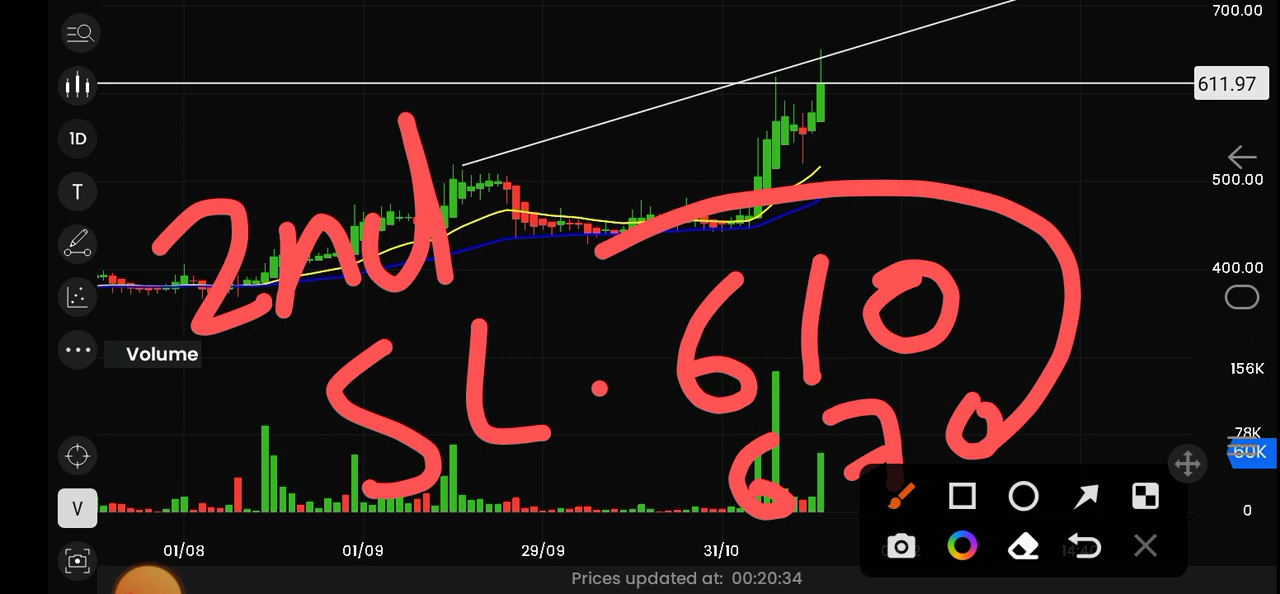 700.00
611.97
1D
T
500.00
2nd
400.00
SL. 610
Volume
156K
620
78K
60K
V
0
01/08 01/09 29/09 31/10
Prices updated at: 00:20:34